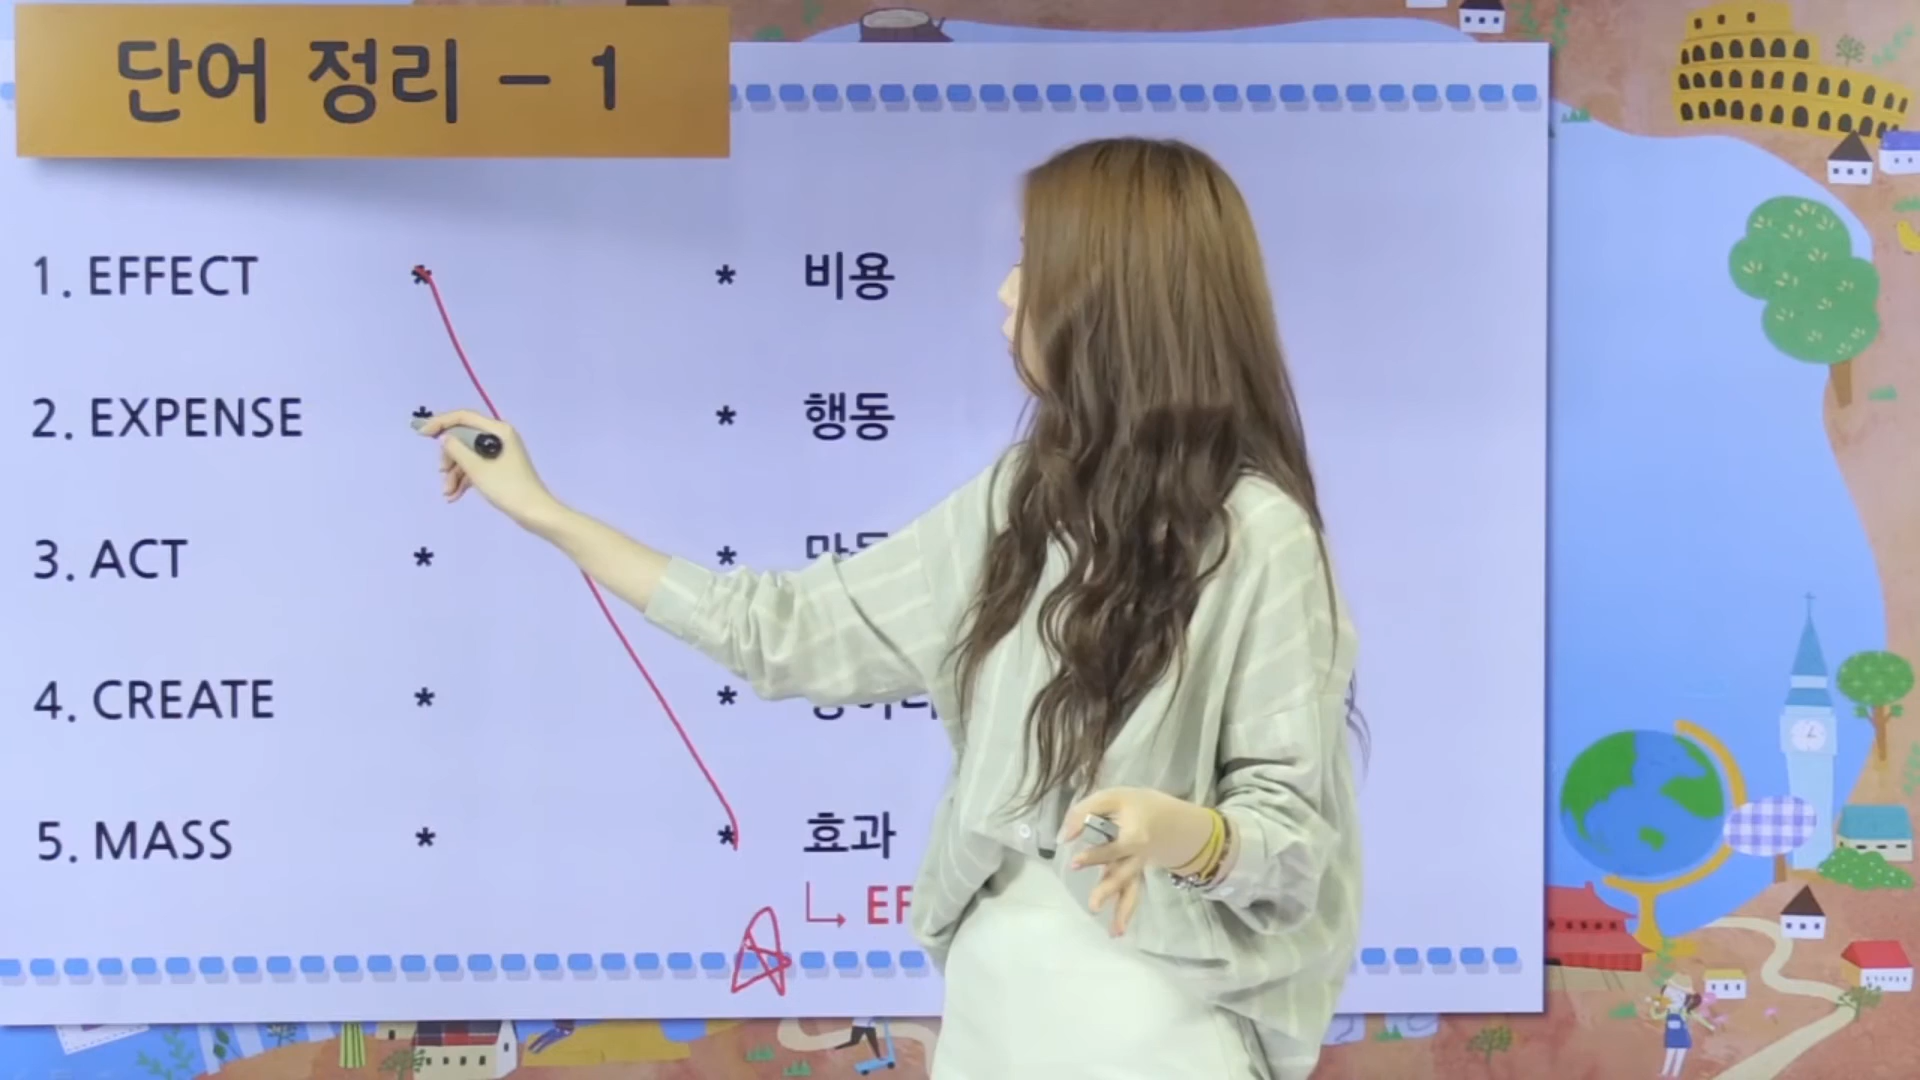 단어 정리 - 1
1. EFFECT * * 비용
2. EXPENSE * * 행동
3. ACT * *
4. CREATE * *
5. MASS * * 효과
↳ EF